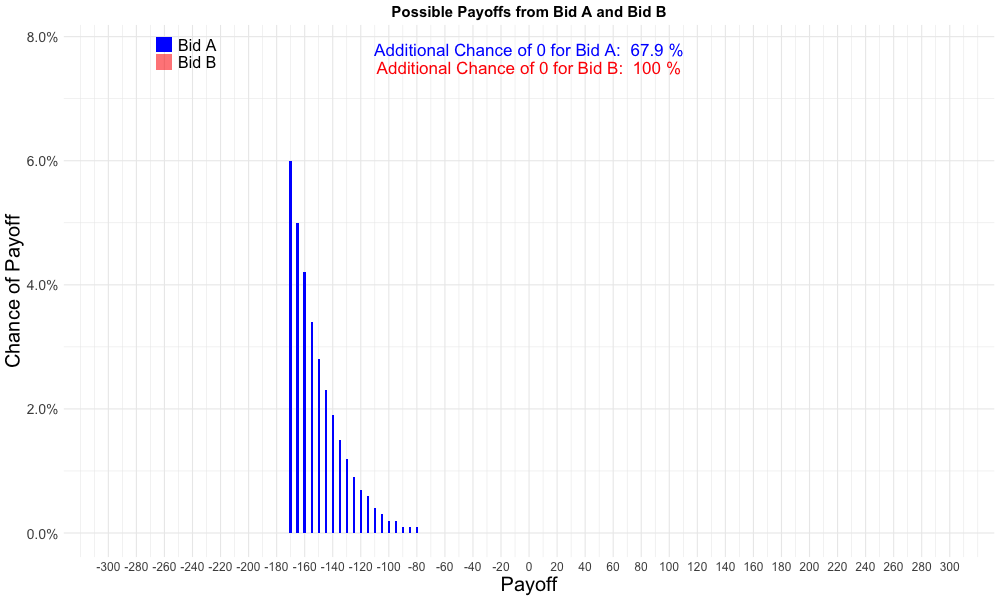 Possible Payoffs from Bid A and Bid B
Bid A
Bid B
Additional Chance of 0 for Bid A:  67.9 %
Additional Chance of 0 for Bid B:  100 %
Chance of Payoff
8.0%
6.0%
4.0%
2.0%
0.0%
-300 -280 -260 -240 -220 -200 -180 -160 -140 -120 -100 -80 -60 -40 -20 0 20 40 60 80 100 120 140 160 180 200 220 240 260 280 300
Payoff